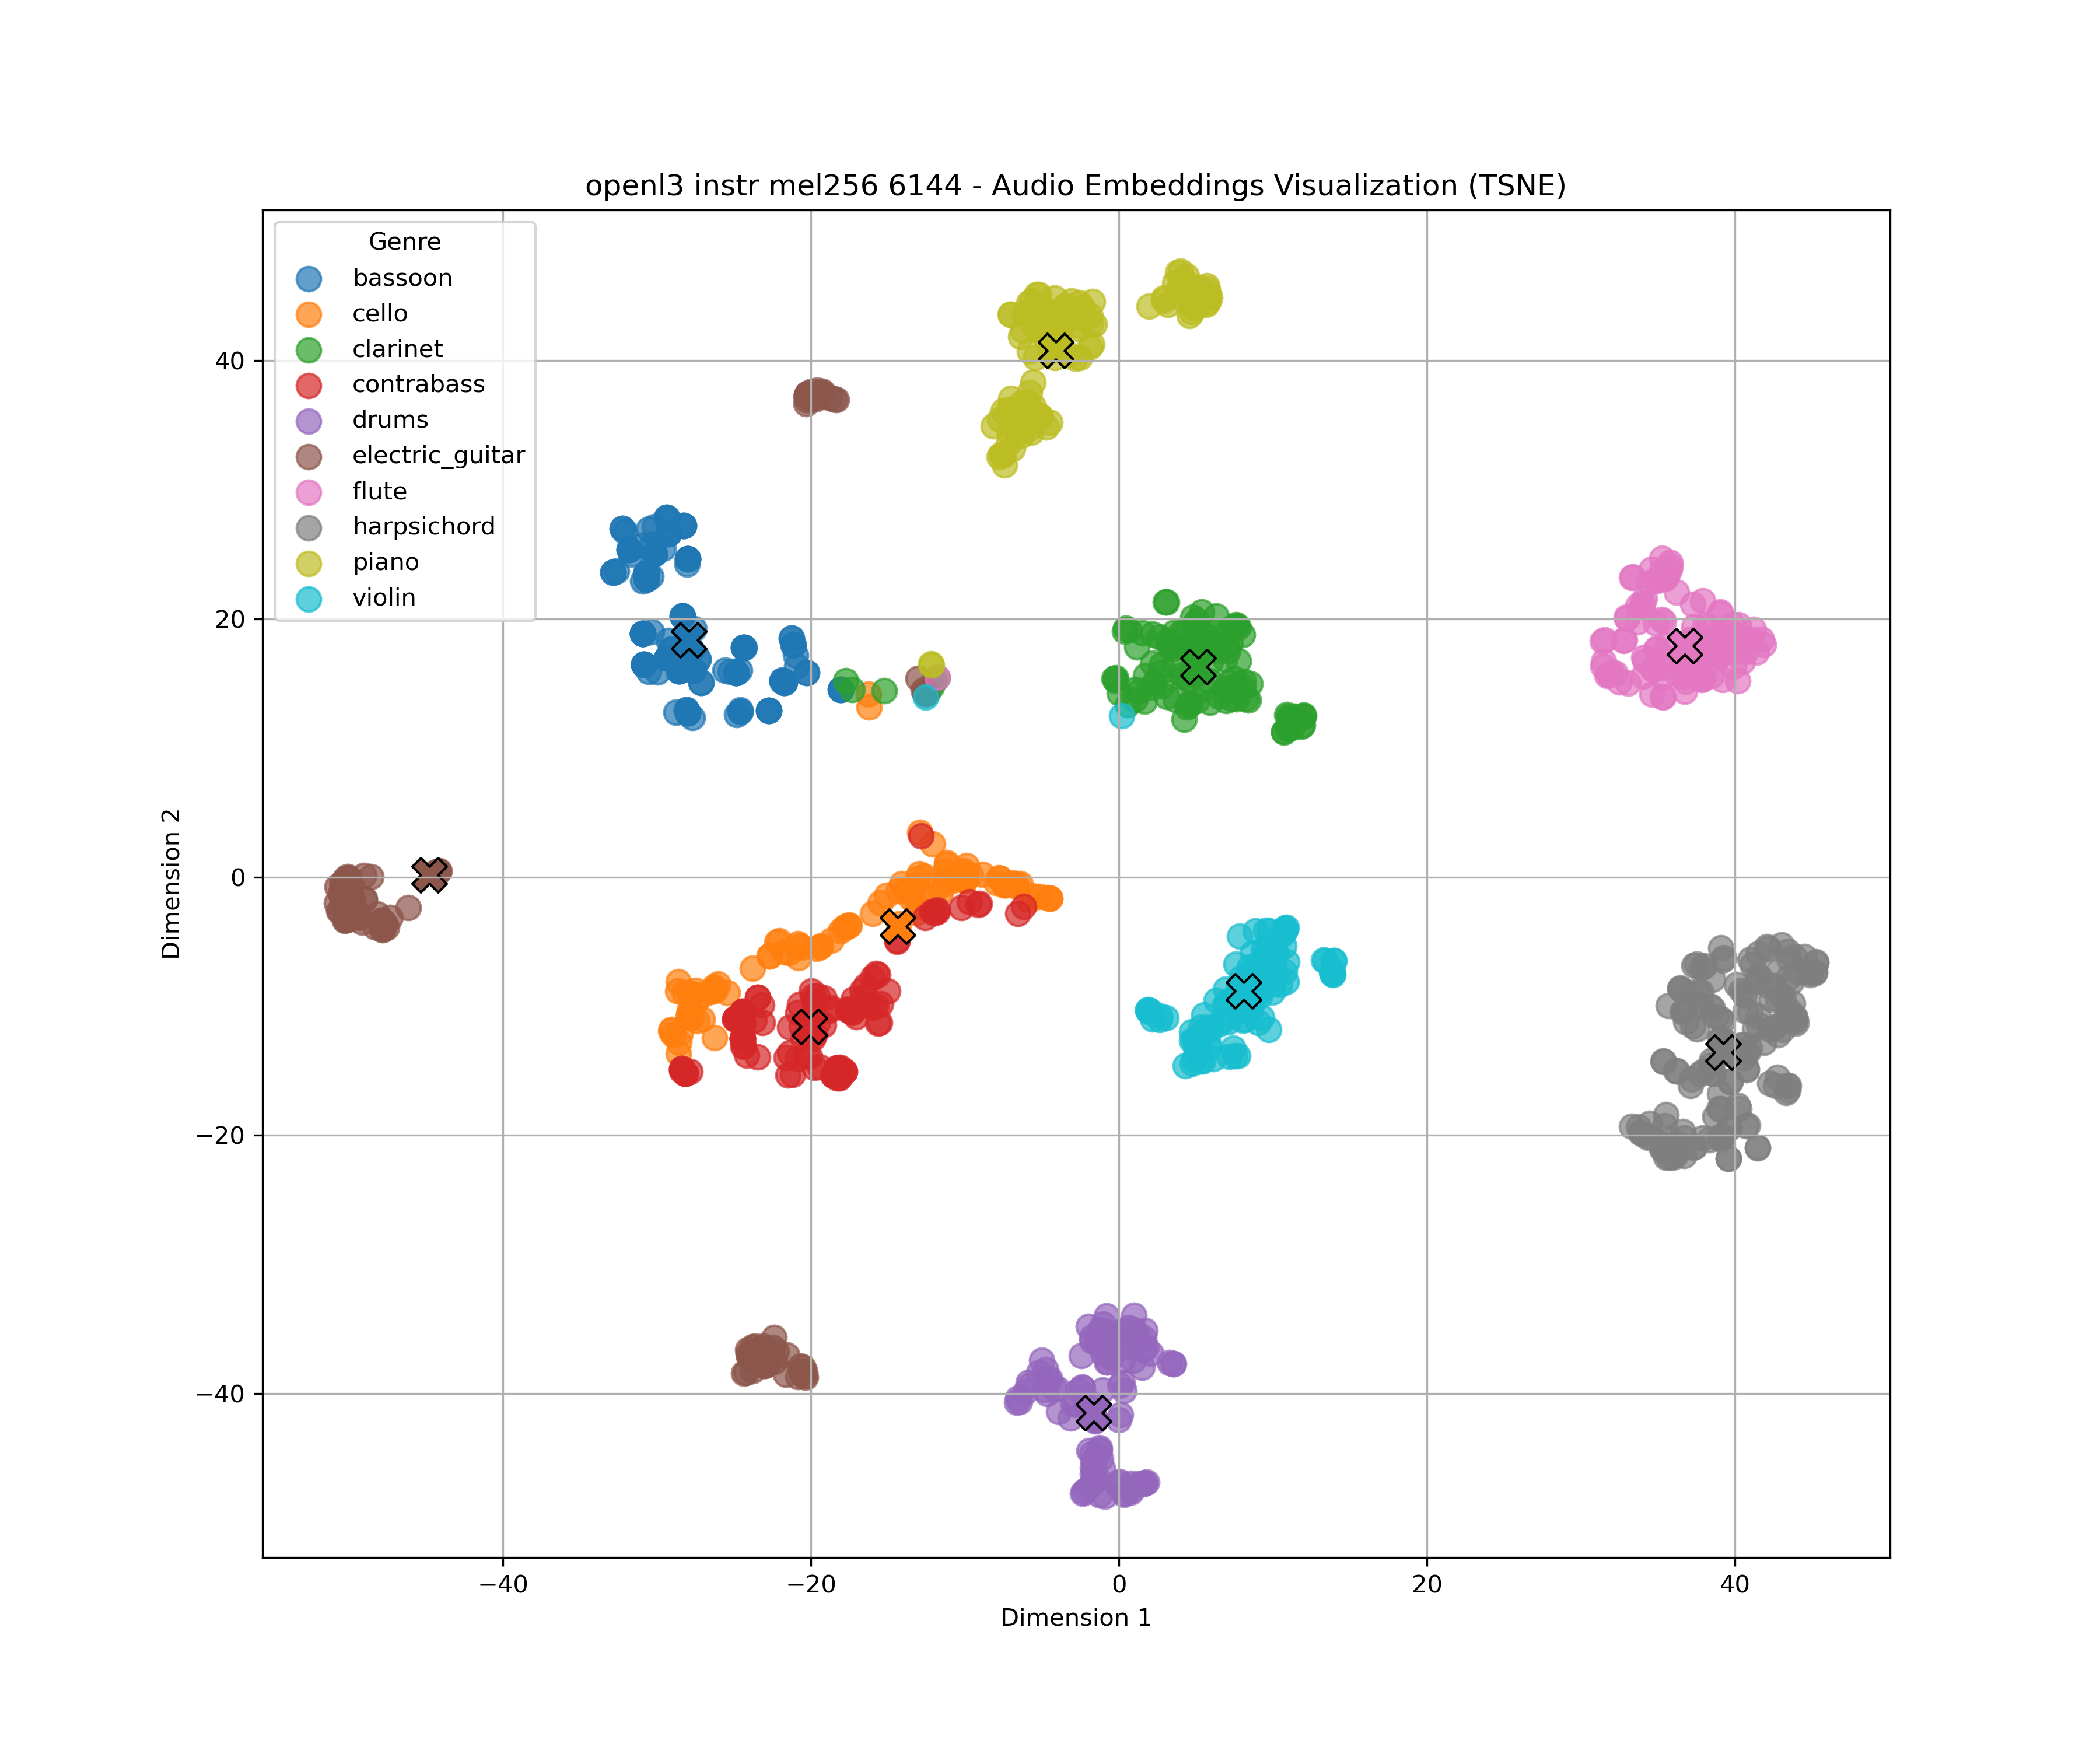 openl3 instr mel256 6144 - Audio Embeddings Visualization (TSNE)
Genre
bassoon
cello
clarinet
contrabass
drums
electric_guitar
flute
harpsichord
piano
violin
40
20
0
−20
−40
Dimension 2
−40 −20 0 20 40
Dimension 1